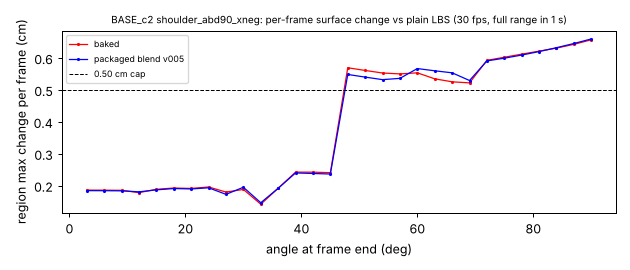 BASE_c2 shoulder_abd90_xneg: per-frame surface change vs plain LBS (30 fps, full range in 1 s)
region max change per frame (cm)
0.6
0.5
0.4
0.3
0.2
baked
packaged blend v005
0.50 cm cap
0 20 40 60 80
angle at frame end (deg)